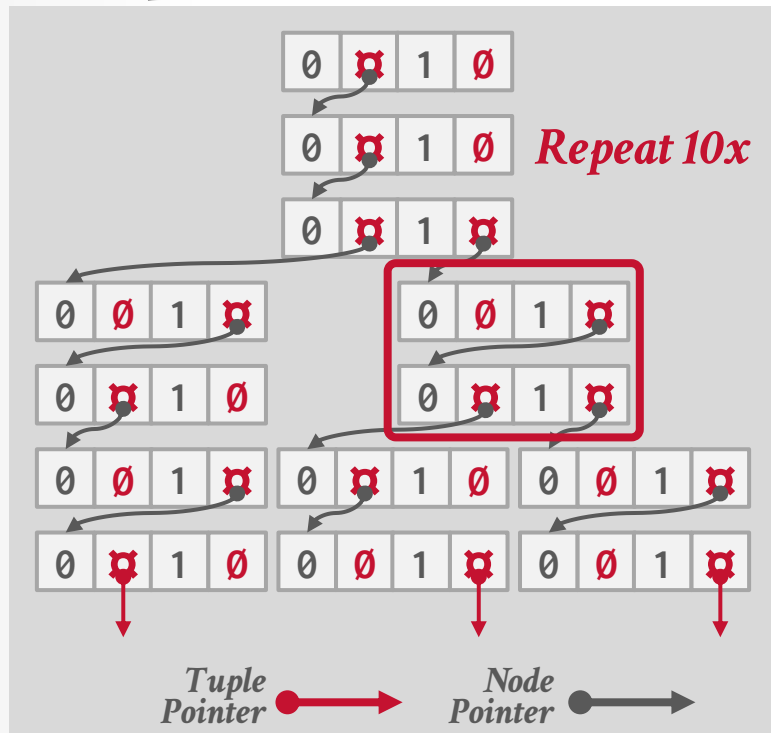 0 ¤ 1 Ø
0 ¤ 1 Ø
Repeat 10x
0 ¤ 1 ¤
0 Ø 1 ¤ 0 Ø 1 ¤
0 ¤ 1 Ø 0 ¤ 1 ¤
0 Ø 1 ¤ 0 ¤ 1 Ø 0 Ø 1 ¤
0 ¤ 1 Ø 0 Ø 1 ¤ 0 Ø 1 ¤
Tuple
Pointer
Node
Pointer